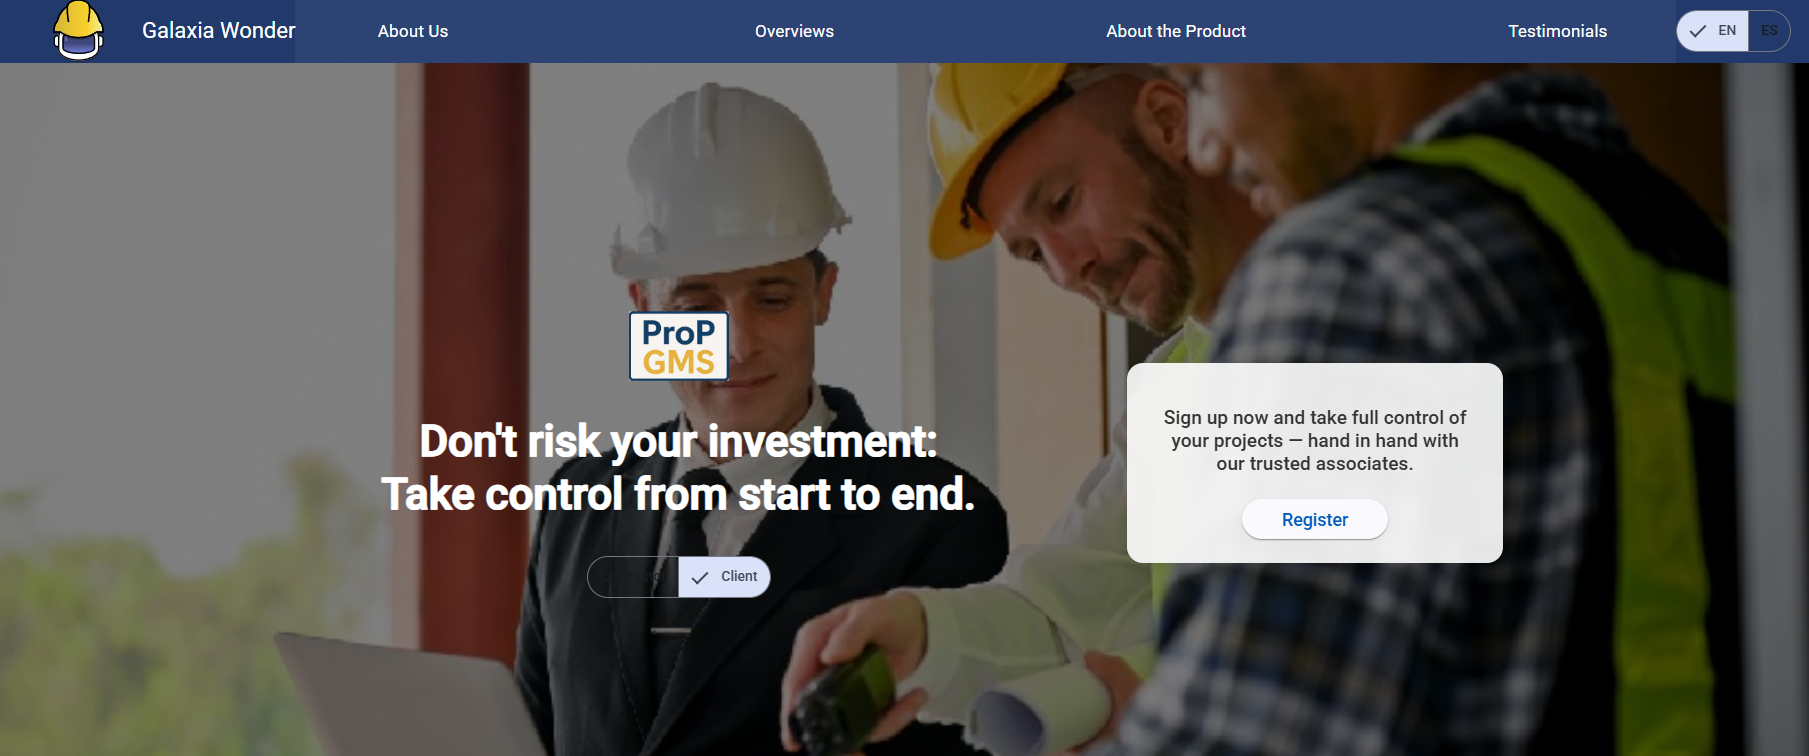 Galaxia Wonder
About Us
Overviews
About the Product
Testimonials
EN
ES
ProP
GMS
Don't risk your investment:
Take control from start to end.
Client
Sign up now and take full control of
your projects — hand in hand with
our trusted associates.
Register